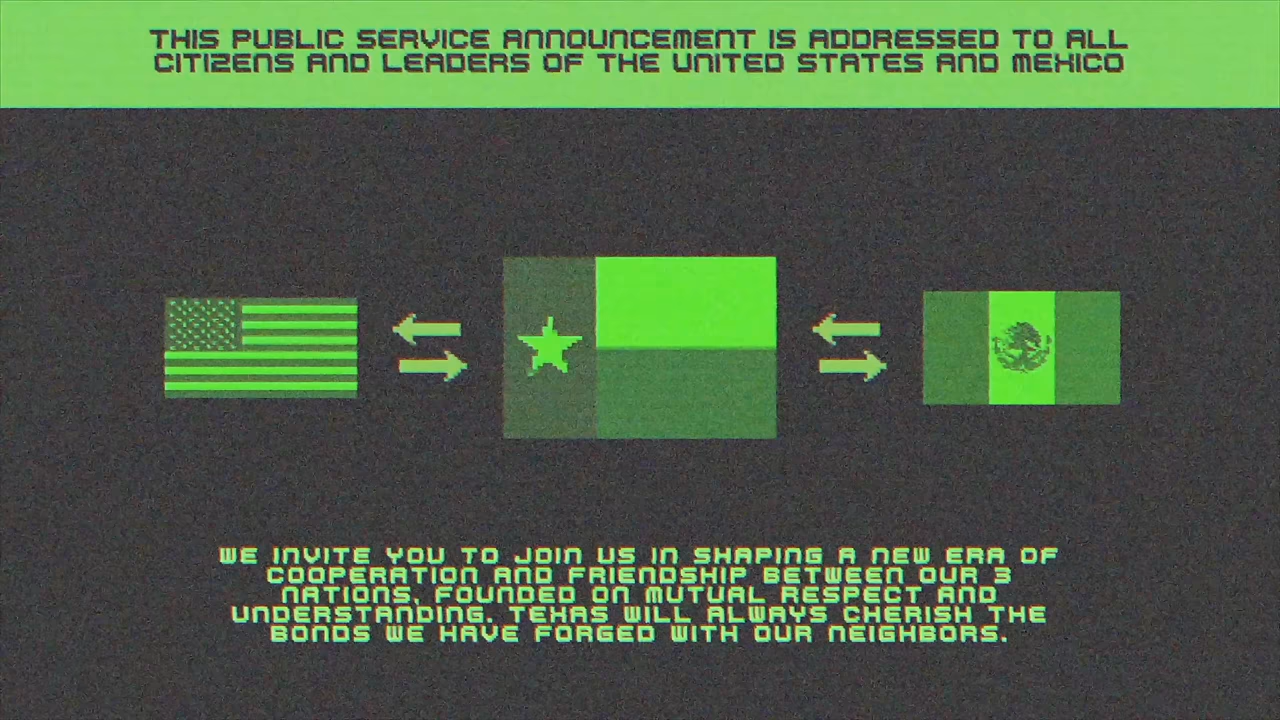 THIS PUBLIC SERVICE ANNOUNCEMENT IS ADDRESSED TO ALL
CITIZENS AND LEADERS OF THE UNITED STATES AND MEXICO
WE INVITE YOU TO JOIN US IN SHAPING A NEW ERA OF
COOPERATION AND FRIENDSHIP BETWEEN OUR 3
NATIONS, FOUNDED ON MUTUAL RESPECT AND
UNDERSTANDING. TEXAS WILL ALWAYS CHERISH THE
BONDS WE HAVE FORGED WITH OUR NEIGHBORS.